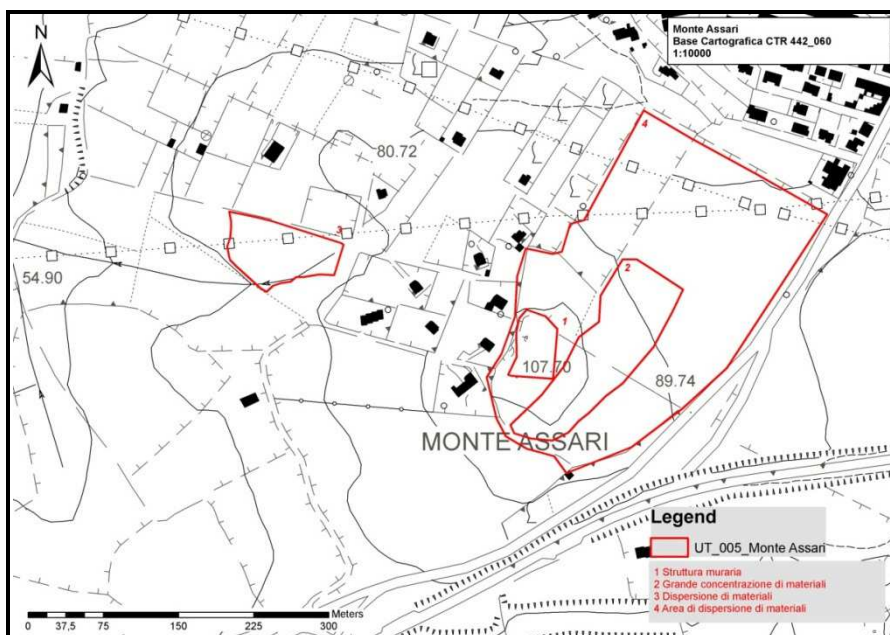 Monte Assari
Base Cartografica CTR 442_060
1:10000
N
4
80.72
3
2
54.90
1
107.70
89.74
MONTE ASSARI
Legend
UT_005_Monte Assari
1 Struttura muraria
2 Grande concentrazione di materiali
3 Dispersione di materiali
4 Area di dispersione di materiali
Meters
0 37,5 75 150 225 300